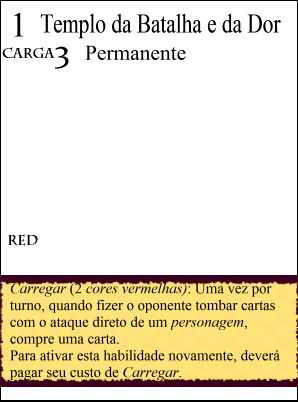 1 Templo da Batalha e da Dor
CARGA 3 Permanente
RED
Carregar (2 cores vermelhas): Uma vez por
turno, quando fizer o oponente tombar cartas
com o ataque direto de um personagem,
compre uma carta.
Para ativar esta habilidade novamente, deverá
pagar seu custo de Carregar.